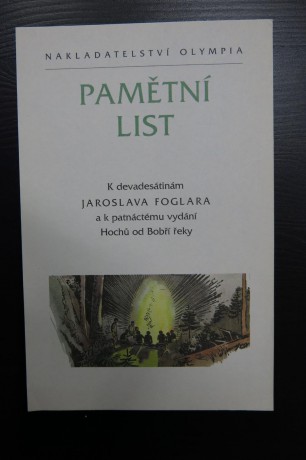 NAKLADATELSTVÍ OLYMPIA
PAMĚTNÍ
LIST
K devadesátinám
JAROSLAVA FOGLARA
a k patnáctému vydání
Hochů od Bobří řeky